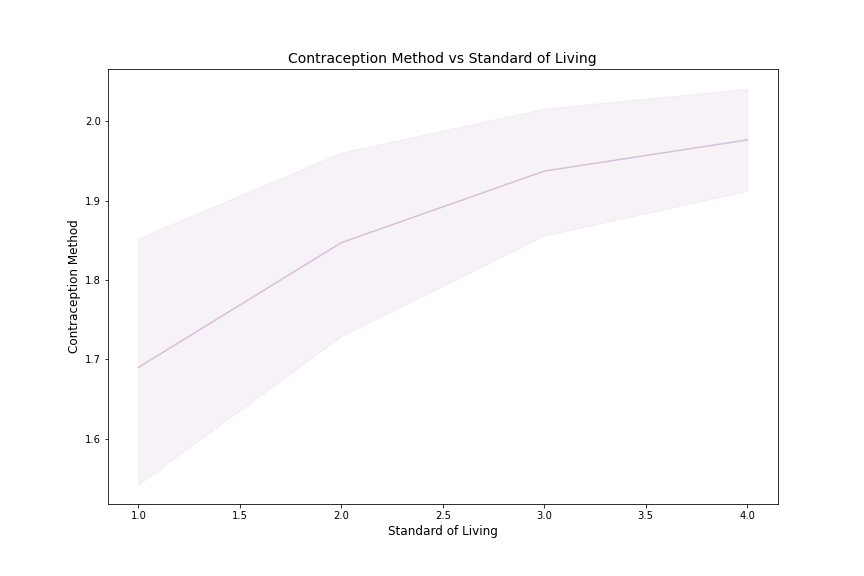 Contraception Method vs Standard of Living
2.0
1.9
1.8
1.7
1.6
Contraception Method
1.0 1.5 2.0 2.5 3.0 3.5 4.0
Standard of Living